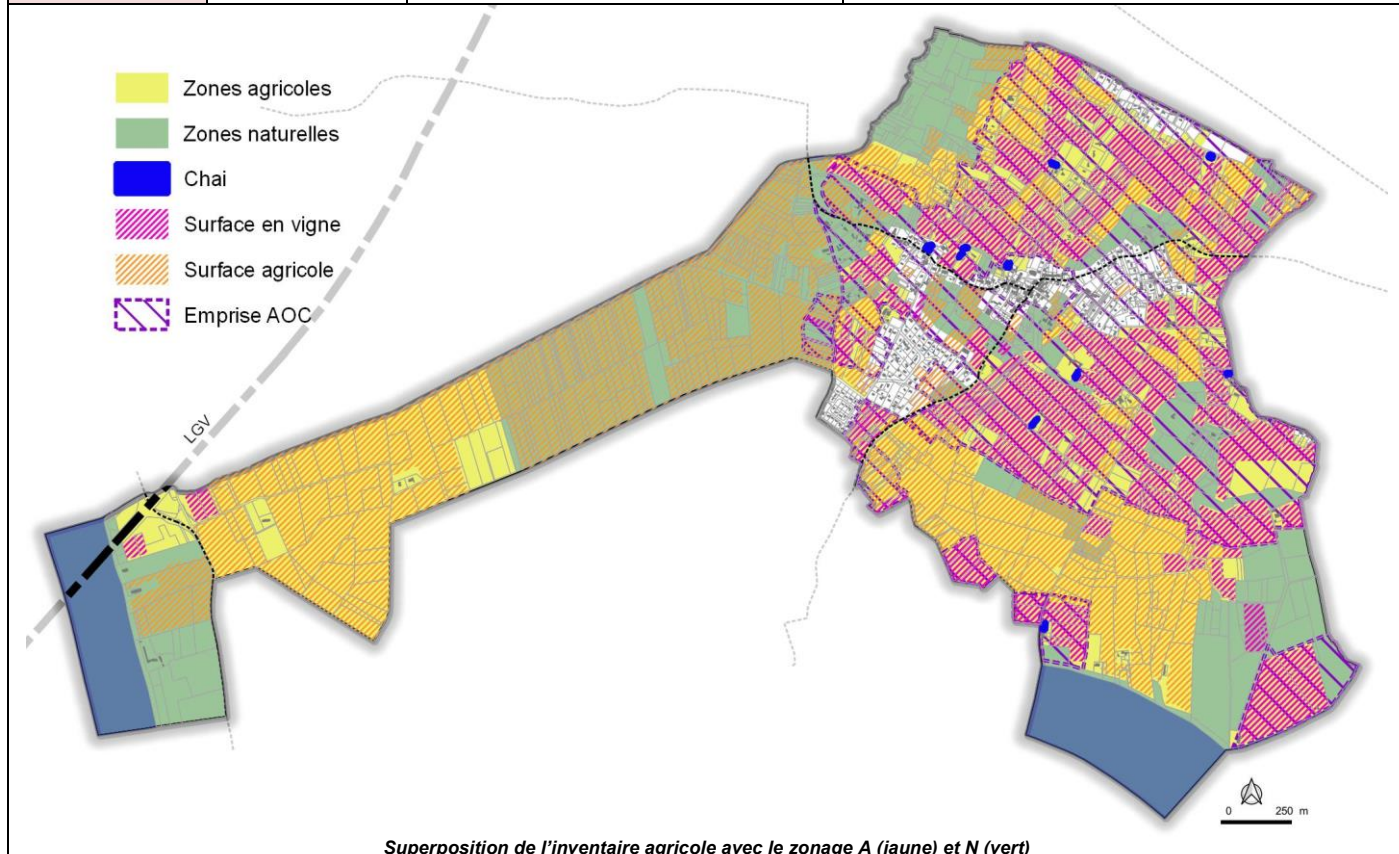 Zones agricoles
Zones naturelles
Chai
Surface en vigne
Surface agricole
Emprise AOC
LGV
0 250 m
Superposition de l'inventaire agricole avec le zonage A (jaune) et N (vert)